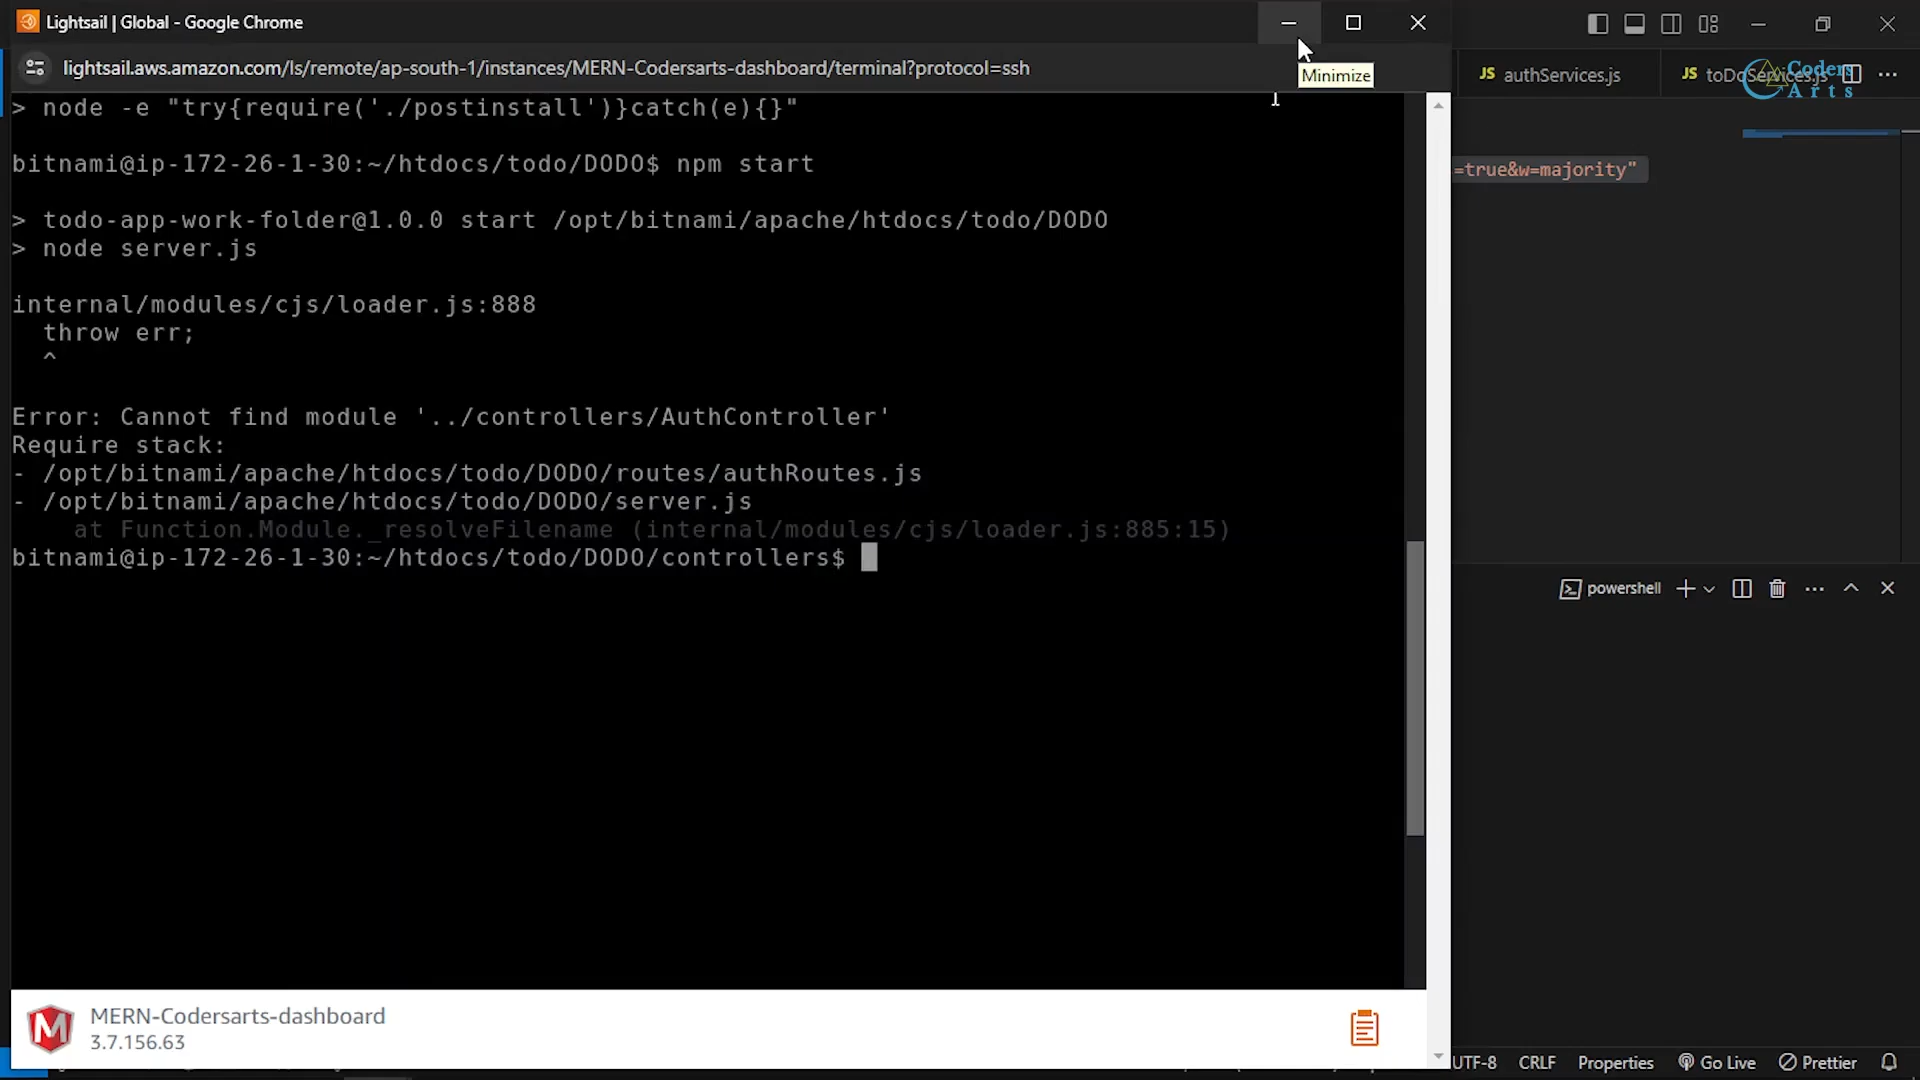 Lightsail | Global - Google Chrome
lightsail.aws.amazon.com/ls/remote/ap-south-1/instances/MERN-Codersarts-dashboard/terminal?protocol=ssh
Minimize
JS authServices.js
JS toDoServices.js
Coders
Arts
> node -e "try{require('./postinstall')}catch(e){}"
bitnami@ip-172-26-1-30:~/htdocs/todo/DODO$ npm start
=true&w=majority"
> todo-app-work-folder@1.0.0 start /opt/bitnami/apache/htdocs/todo/DODO
> node server.js
internal/modules/cjs/loader.js:888
throw err;
^
Error: Cannot find module '../controllers/AuthController'
Require stack:
- /opt/bitnami/apache/htdocs/todo/DODO/routes/authRoutes.js
- /opt/bitnami/apache/htdocs/todo/DODO/server.js
at Function.Module._resolveFilename (internal/modules/cjs/loader.js:885:15)
bitnami@ip-172-26-1-30:~/htdocs/todo/DODO/controllers$
powershell
MERN-Codersarts-dashboard
3.7.156.63
UTF-8 CRLF Properties Go Live Prettier